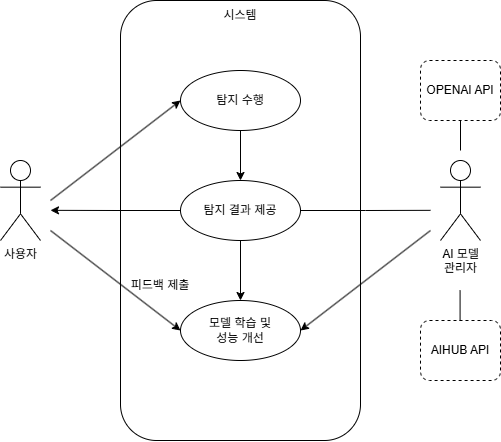 시스템
탐지 수행
OPENAI API
탐지 결과 제공
사용자
AI 모델
관리자
피드백 제출
모델 학습 및
성능 개선
AIHUB API